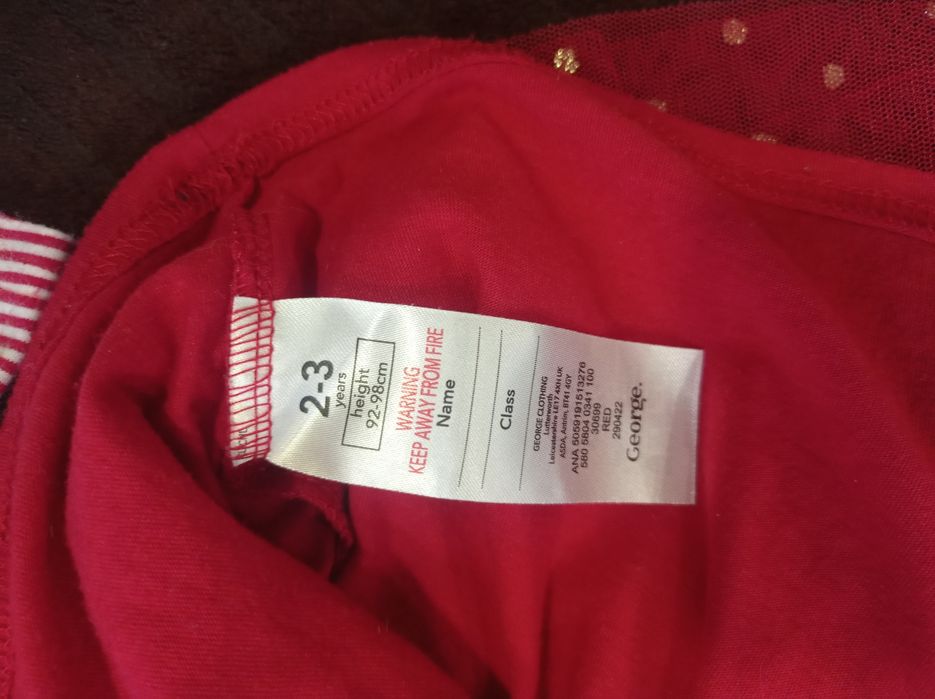 2-3
years
height
92-98cm
WARNING
KEEP AWAY FROM FIRE
Name
Class
GEORGE CLOTHING
Lutterworth
Leicestershire LE17 4XN UK
ASDA, Antrim, BT41 4GY
ANA 5059191513276
580 5804 0341 100
30699
RED
290422
George.